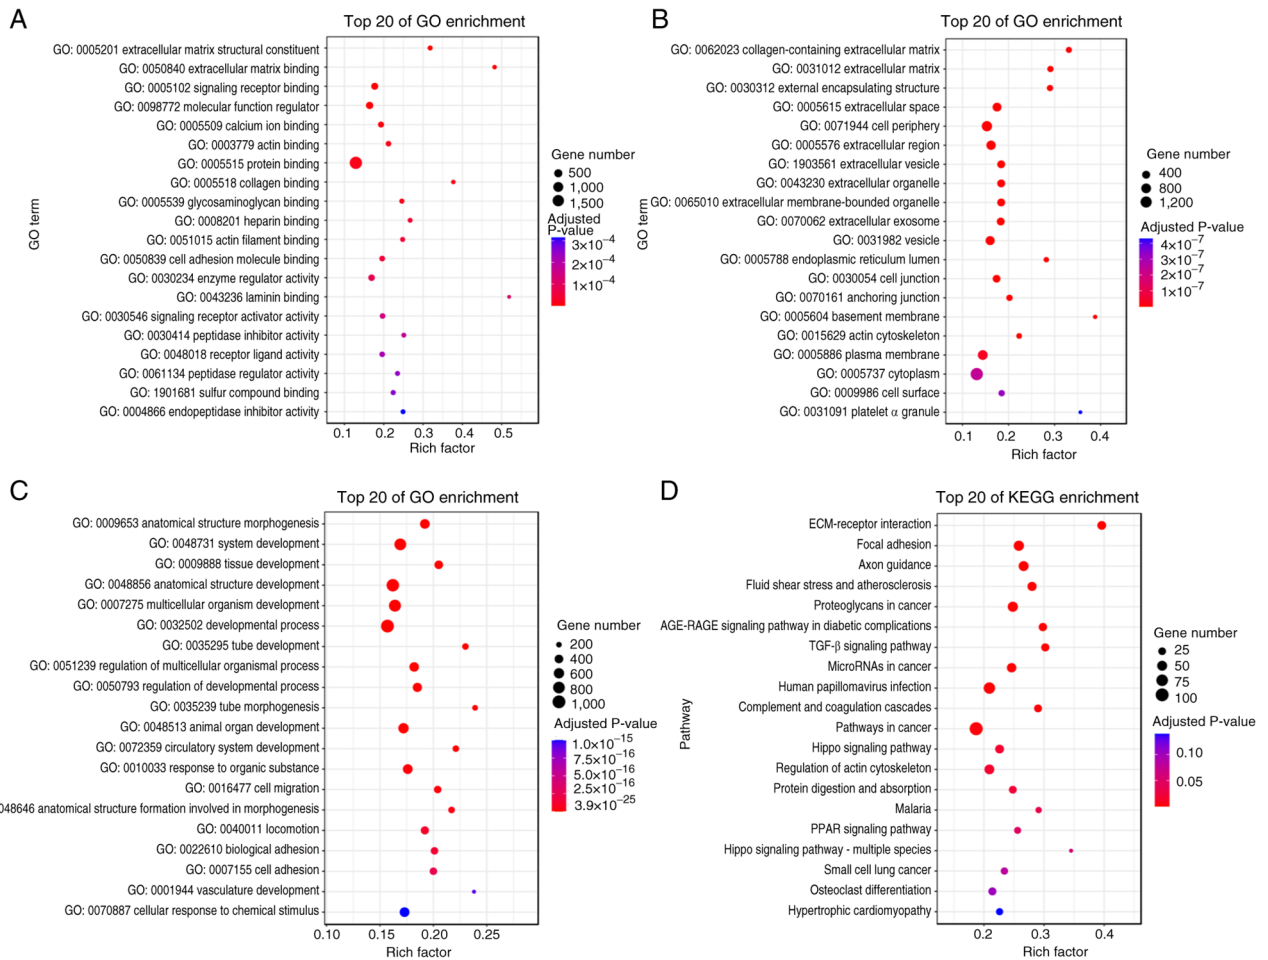 A
Top 20 of GO enrichment
GO term
GO: 0005201 extracellular matrix structural constituent
GO: 0050840 extracellular matrix binding
GO: 0005102 signaling receptor binding
GO: 0098772 molecular function regulator
GO: 0005509 calcium ion binding
GO: 0003779 actin binding
GO: 0005515 protein binding
GO: 0005518 collagen binding
GO: 0005539 glycosaminoglycan binding
GO: 0008201 heparin binding
GO: 0051015 actin filament binding
GO: 0050839 cell adhesion molecule binding
GO: 0030234 enzyme regulator activity
GO: 0043236 laminin binding
GO: 0030546 signaling receptor activator activity
GO: 0030414 peptidase inhibitor activity
GO: 0048018 receptor ligand activity
GO: 0061134 peptidase regulator activity
GO: 1901681 sulfur compound binding
GO: 0004866 endopeptidase inhibitor activity
0.1 0.2 0.3 0.4 0.5
Rich factor
Gene number
500
1,000
1,500
Adjusted
P-value
3×10⁻⁴
2×10⁻⁴
1×10⁻⁴
B
Top 20 of GO enrichment
GO term
GO: 0062023 collagen-containing extracellular matrix
GO: 0031012 extracellular matrix
GO: 0030312 external encapsulating structure
GO: 0005615 extracellular space
GO: 0071944 cell periphery
GO: 0005576 extracellular region
GO: 1903561 extracellular vesicle
GO: 0043230 extracellular organelle
GO: 0065010 extracellular membrane-bounded organelle
GO: 0070062 extracellular exosome
GO: 0031982 vesicle
GO: 0005788 endoplasmic reticulum lumen
GO: 0030054 cell junction
GO: 0070161 anchoring junction
GO: 0005604 basement membrane
GO: 0015629 actin cytoskeleton
GO: 0005886 plasma membrane
GO: 0005737 cytoplasm
GO: 0009986 cell surface
GO: 0031091 platelet α granule
0.1 0.2 0.3 0.4
Rich factor
Gene number
400
800
1,200
Adjusted P-value
4×10⁻⁷
3×10⁻⁷
2×10⁻⁷
1×10⁻⁷
C
Top 20 of GO enrichment
GO: 0009653 anatomical structure morphogenesis
GO: 0048731 system development
GO: 0009888 tissue development
GO: 0048856 anatomical structure development
GO: 0007275 multicellular organism development
GO: 0032502 developmental process
GO: 0035295 tube development
GO: 0051239 regulation of multicellular organismal process
GO: 0050793 regulation of developmental process
GO: 0035239 tube morphogenesis
GO: 0048513 animal organ development
GO: 0072359 circulatory system development
GO: 0010033 response to organic substance
GO: 0016477 cell migration
048646 anatomical structure formation involved in morphogenesis
GO: 0040011 locomotion
GO: 0022610 biological adhesion
GO: 0007155 cell adhesion
GO: 0001944 vasculature development
GO: 0070887 cellular response to chemical stimulus
0.10 0.15 0.20 0.25
Rich factor
Gene number
200
400
600
800
1,000
Adjusted P-value
1.0×10⁻¹⁵
7.5×10⁻¹⁶
5.0×10⁻¹⁶
2.5×10⁻¹⁶
3.9×10⁻²⁵
D
Top 20 of KEGG enrichment
Pathway
ECM-receptor interaction
Focal adhesion
Axon guidance
Fluid shear stress and atherosclerosis
Proteoglycans in cancer
AGE-RAGE signaling pathway in diabetic complications
TGF-β signaling pathway
MicroRNAs in cancer
Human papillomavirus infection
Complement and coagulation cascades
Pathways in cancer
Hippo signaling pathway
Regulation of actin cytoskeleton
Protein digestion and absorption
Malaria
PPAR signaling pathway
Hippo signaling pathway - multiple species
Small cell lung cancer
Osteoclast differentiation
Hypertrophic cardiomyopathy
0.2 0.3 0.4
Rich factor
Gene number
25
50
75
100
Adjusted P-value
0.10
0.05